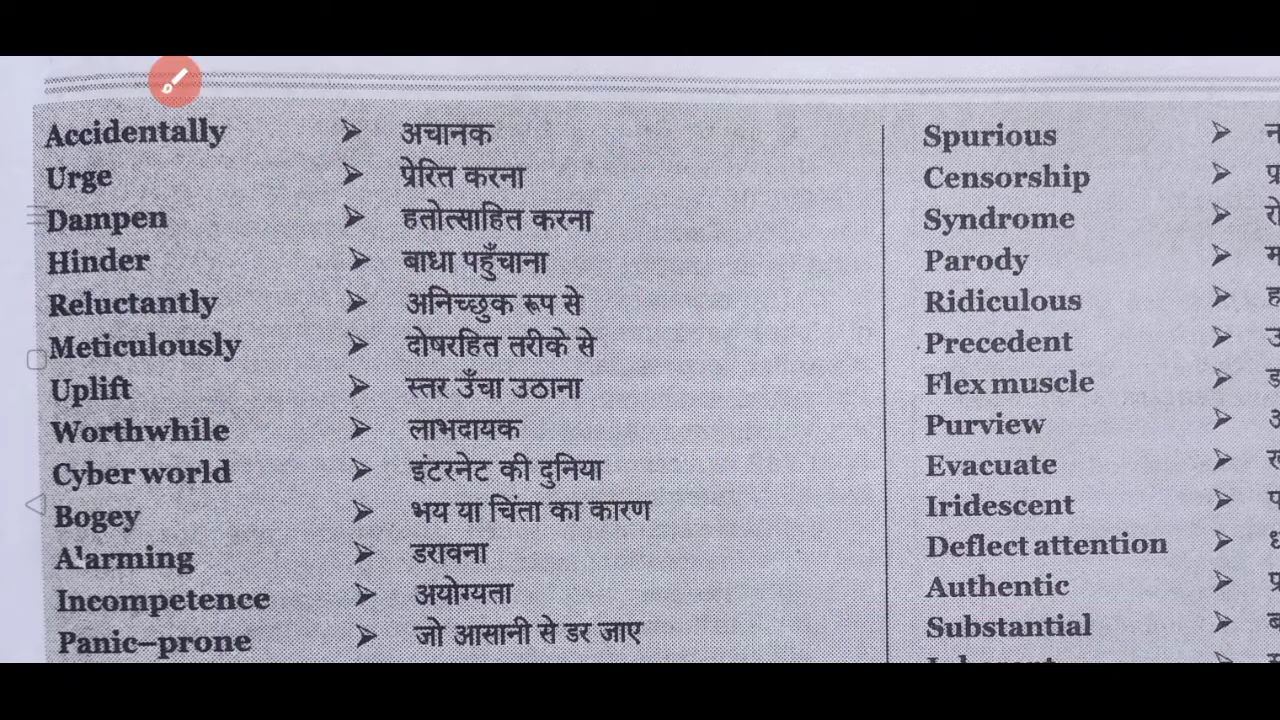 Accidentally ➤ अचानक
Urge ➤ प्रेरित करना
Dampen ➤ हतोत्साहित करना
Hinder ➤ बाधा पहुँचाना
Reluctantly ➤ अनिच्छुक रूप से
Meticulously ➤ दोषरहित तरीके से
Uplift ➤ स्तर उँचा उठाना
Worthwhile ➤ लाभदायक
Cyber world ➤ इंटरनेट की दुनिया
Bogey ➤ भय या चिंता का कारण
Alarming ➤ डरावना
Incompetence ➤ अयोग्यता
Panic–prone ➤ जो आसानी से डर जाए
Spurious ➤
Censorship ➤
Syndrome ➤
Parody ➤
Ridiculous ➤
Precedent ➤
Flex muscle ➤
Purview ➤
Evacuate ➤
Iridescent ➤
Deflect attention ➤
Authentic ➤
Substantial ➤